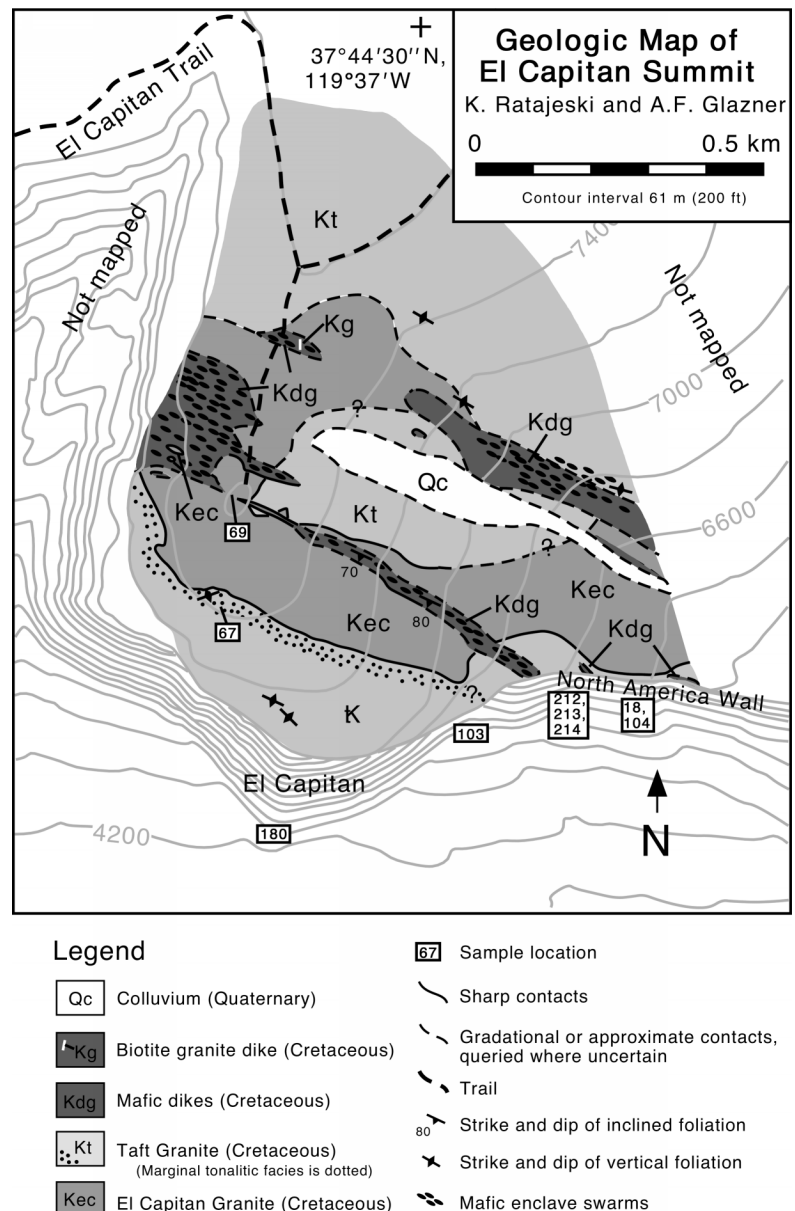 37°44′30′′N,
119°37′W
Geologic Map of
El Capitan Summit
K. Ratajeski and A.F. Glazner
0 0.5 km
Contour interval 61 m (200 ft)
El Capitan Trail
Not mapped
Kt
7400
Not mapped
Kg
Kdg
7000
?
Kdg
Qc
Kec
69
Kt
6600
?
70
Kec
Kdg
80
Kec
67
Kdg
?
North America Wall
K
212,
213,
214
18,
104
103
El Capitan
180
4200
N
Legend
Qc Colluvium (Quaternary)
Kg Biotite granite dike (Cretaceous)
Kdg Mafic dikes (Cretaceous)
Kt Taft Granite (Cretaceous)
(Marginal tonalitic facies is dotted)
Kec El Capitan Granite (Cretaceous)
67 Sample location
Sharp contacts
Gradational or approximate contacts,
queried where uncertain
Trail
80 Strike and dip of inclined foliation
Strike and dip of vertical foliation
Mafic enclave swarms